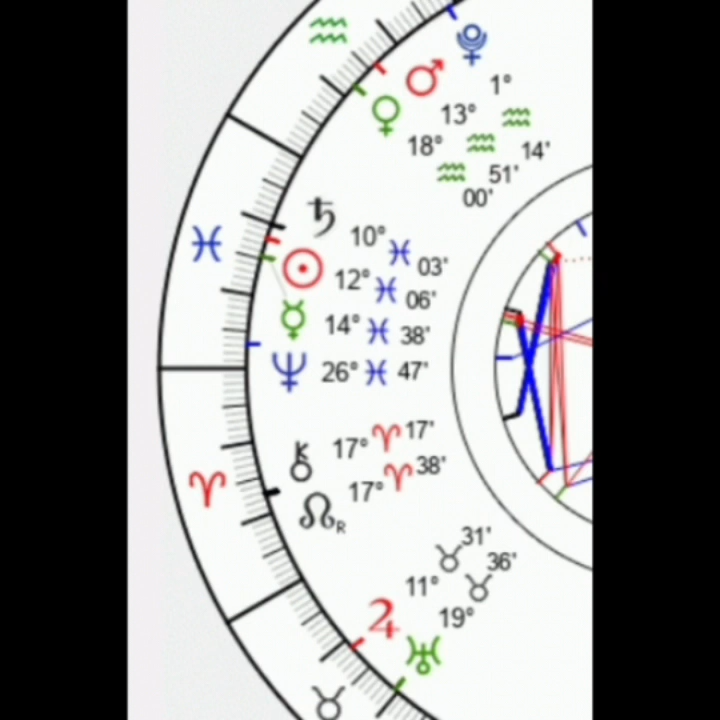 ♒
♇ 1° ♒ 14'
♂ 13° ♒ 51'
♀ 18° ♒ 00'
♓
♄ 10° ♓ 03'
☉ 12° ♓ 06'
☿ 14° ♓ 38'
♆ 26° ♓ 47'
♈
⚷ 17° ♈ 17'
☊R 17° ♈ 38'
♃ 11° ♉ 31'
♅ 19° ♉ 36'
♉